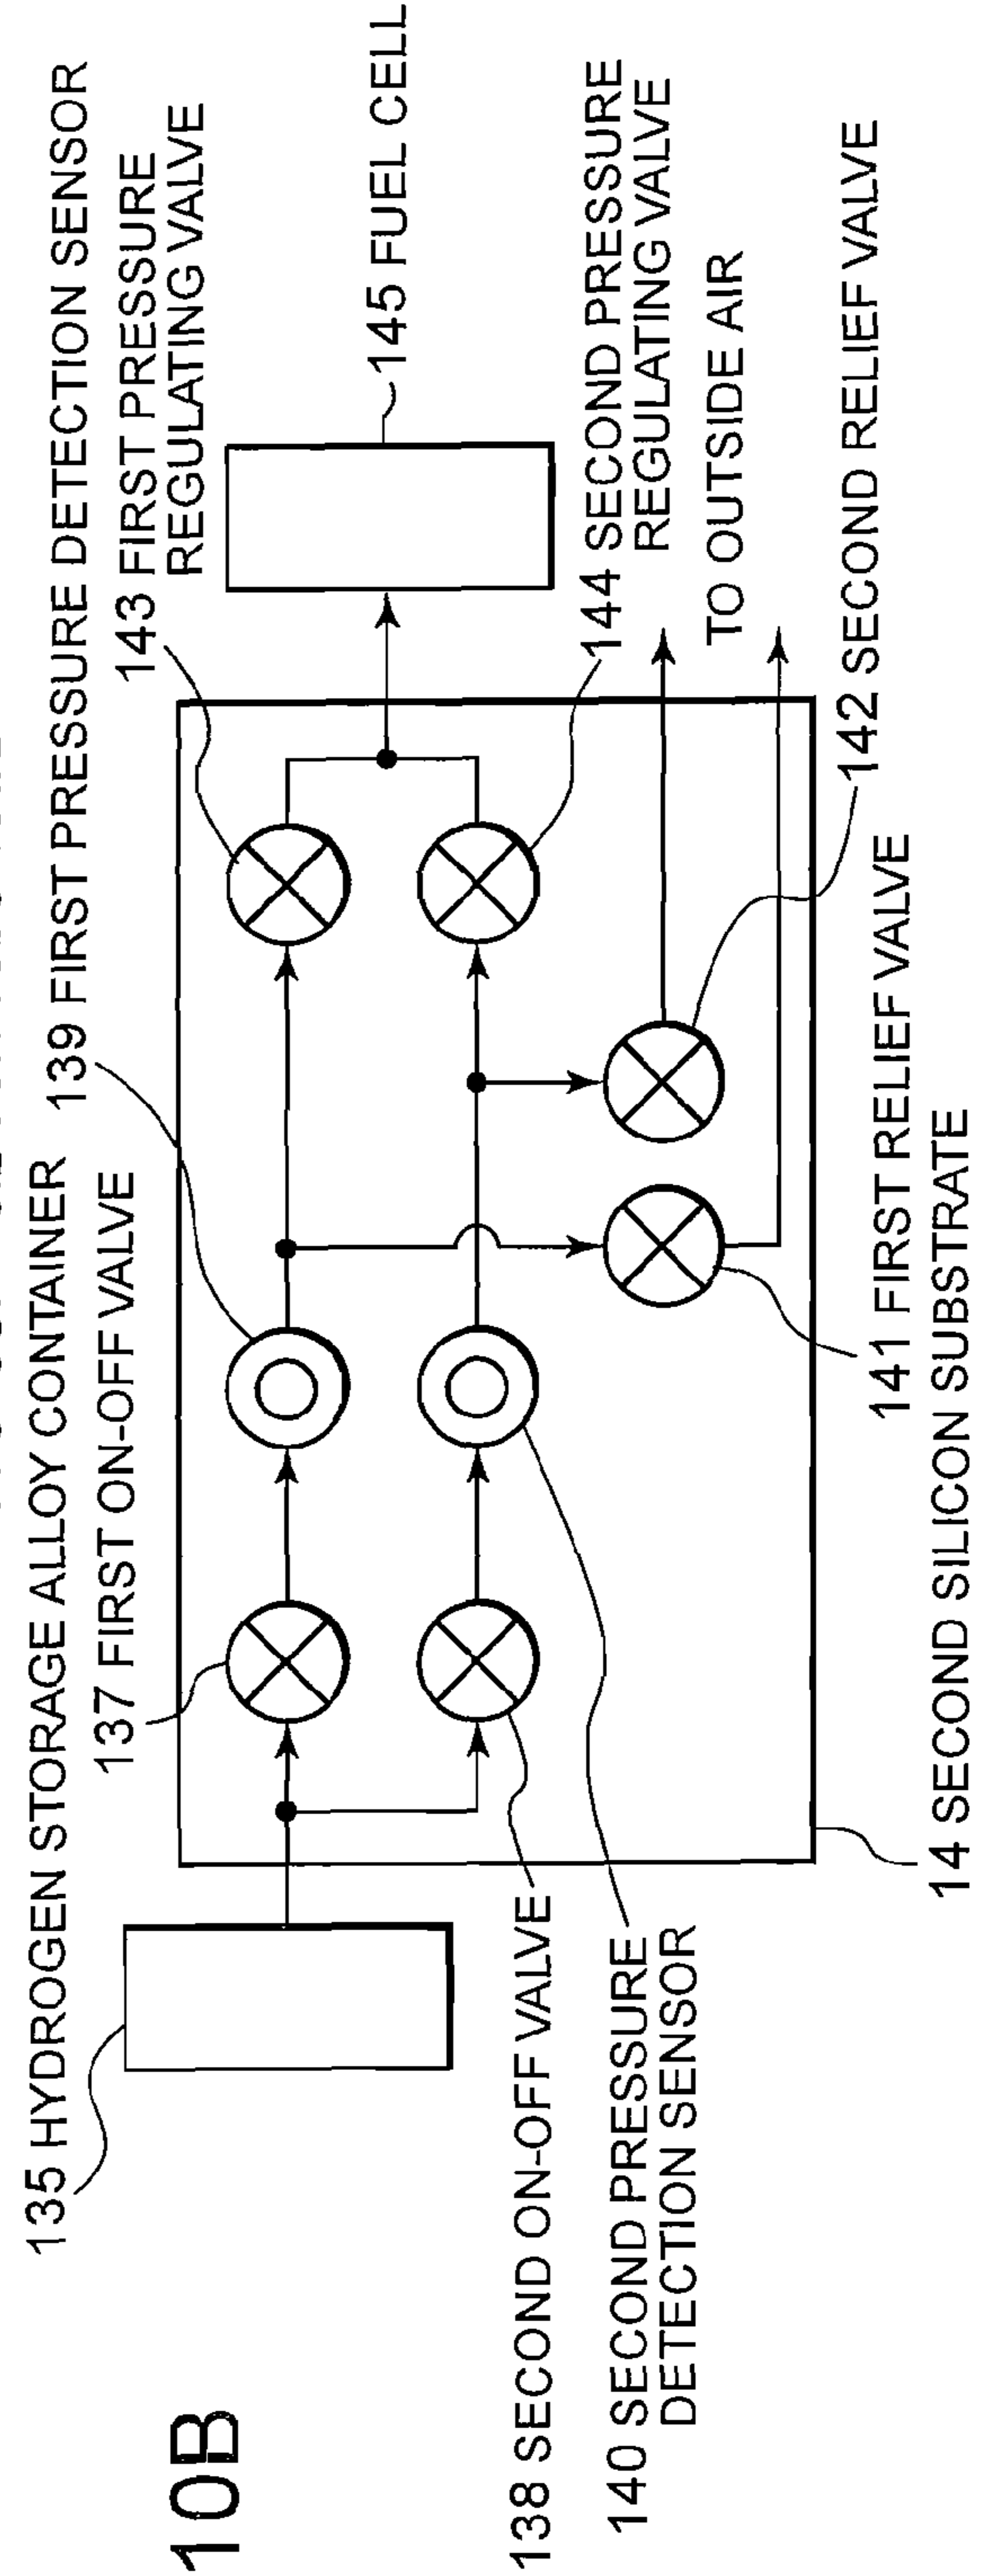 10B
135 HYDROGEN STORAGE ALLOY CONTAINER
137 FIRST ON-OFF VALVE
139 FIRST PRESSURE DETECTION SENSOR
143 FIRST PRESSURE
REGULATING VALVE
145 FUEL CELL
138 SECOND ON-OFF VALVE
140 SECOND PRESSURE
DETECTION SENSOR
144 SECOND PRESSURE
REGULATING VALVE
TO OUTSIDE AIR
142 SECOND RELIEF VALVE
141 FIRST RELIEF VALVE
14 SECOND SILICON SUBSTRATE